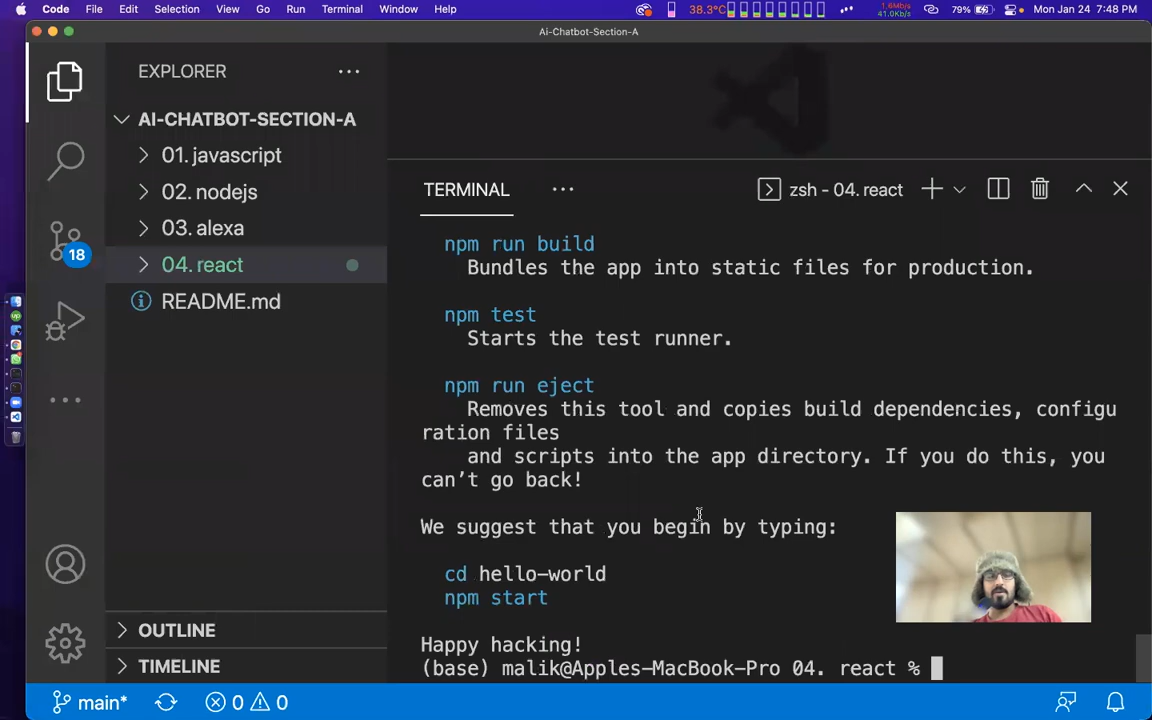 Code File Edit Selection View Go Run Terminal Window Help 38.3°C 1.6Mb/s 41.0Kb/s 79% Mon Jan 24 7:48 PM
Ai-Chatbot-Section-A
EXPLORER
AI-CHATBOT-SECTION-A
01. javascript
02. nodejs
03. alexa
04. react
README.md
18
OUTLINE
TIMELINE
TERMINAL
zsh - 04. react
npm run build
Bundles the app into static files for production.
npm test
Starts the test runner.
npm run eject
Removes this tool and copies build dependencies, configu
ration files
and scripts into the app directory. If you do this, you
can’t go back!
We suggest that you begin by typing:
cd hello-world
npm start
Happy hacking!
(base) malik@Apples-MacBook-Pro 04. react %
main* 0 0